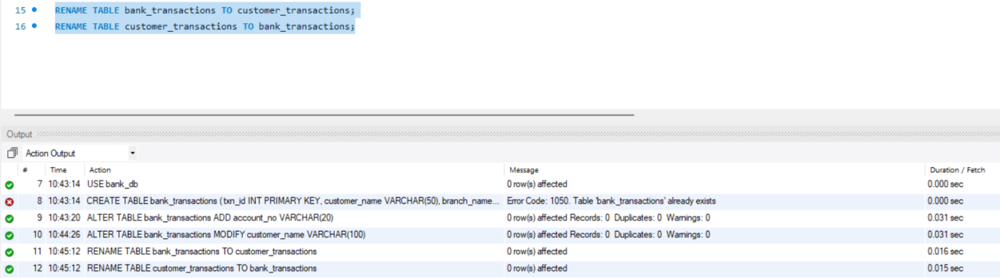 15 RENAME TABLE bank_transactions TO customer_transactions;
16 RENAME TABLE customer_transactions TO bank_transactions;
Output
Action Output
# Time Action Message Duration / Fetch
7 10:43:14 USE bank_db 0 row(s) affected 0.000 sec
8 10:43:14 CREATE TABLE bank_transactions ( txn_id INT PRIMARY KEY, customer_name VARCHAR(50), branch_name... Error Code: 1050. Table 'bank_transactions' already exists 0.000 sec
9 10:43:20 ALTER TABLE bank_transactions ADD account_no VARCHAR(20) 0 row(s) affected Records: 0 Duplicates: 0 Warnings: 0 0.031 sec
10 10:44:26 ALTER TABLE bank_transactions MODIFY customer_name VARCHAR(100) 0 row(s) affected Records: 0 Duplicates: 0 Warnings: 0 0.031 sec
11 10:45:12 RENAME TABLE bank_transactions TO customer_transactions 0 row(s) affected 0.016 sec
12 10:45:12 RENAME TABLE customer_transactions TO bank_transactions 0 row(s) affected 0.015 sec